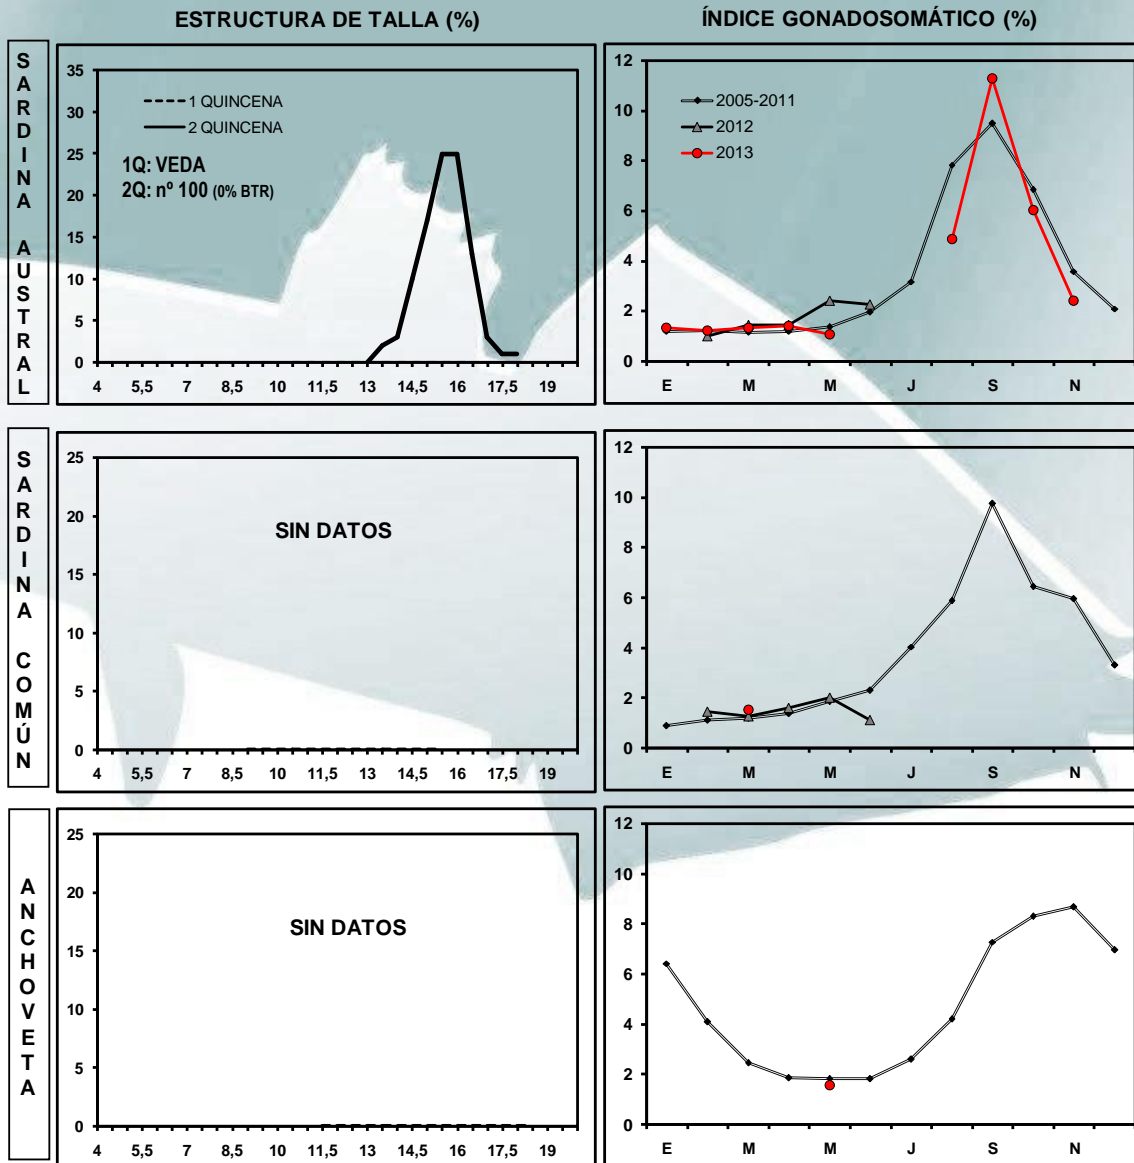 ESTRUCTURA DE TALLA (%)
ÍNDICE GONADOSOMÁTICO (%)
SARDINA AUSTRAL
35
30
25
20
15
10
5
0
1 QUINCENA
2 QUINCENA
1Q: VEDA
2Q: nº 100 (0% BTR)
4 5,5 7 8,5 10 11,5 13 14,5 16 17,5 19
12
10
8
6
4
2
0
2005-2011
2012
2013
E M M J S N
SARDINA COMÚN
25
20
15
10
5
0
SIN DATOS
4 5,5 7 8,5 10 11,5 13 14,5 16 17,5 19
12
10
8
6
4
2
0
E M M J S N
ANCHOVETA
25
20
15
10
5
0
SIN DATOS
4 5,5 7 8,5 10 11,5 13 14,5 16 17,5 19
12
10
8
6
4
2
0
E M M J S N